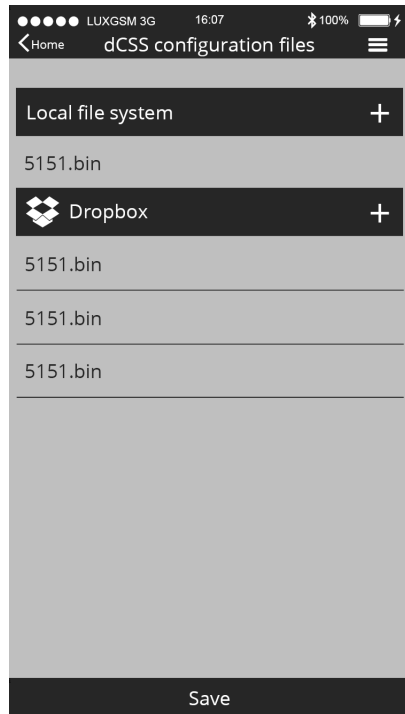 LUXGSM 3G 16:07 100%
Home dCSS configuration files
Local file system +
5151.bin
Dropbox +
5151.bin
5151.bin
5151.bin
Save